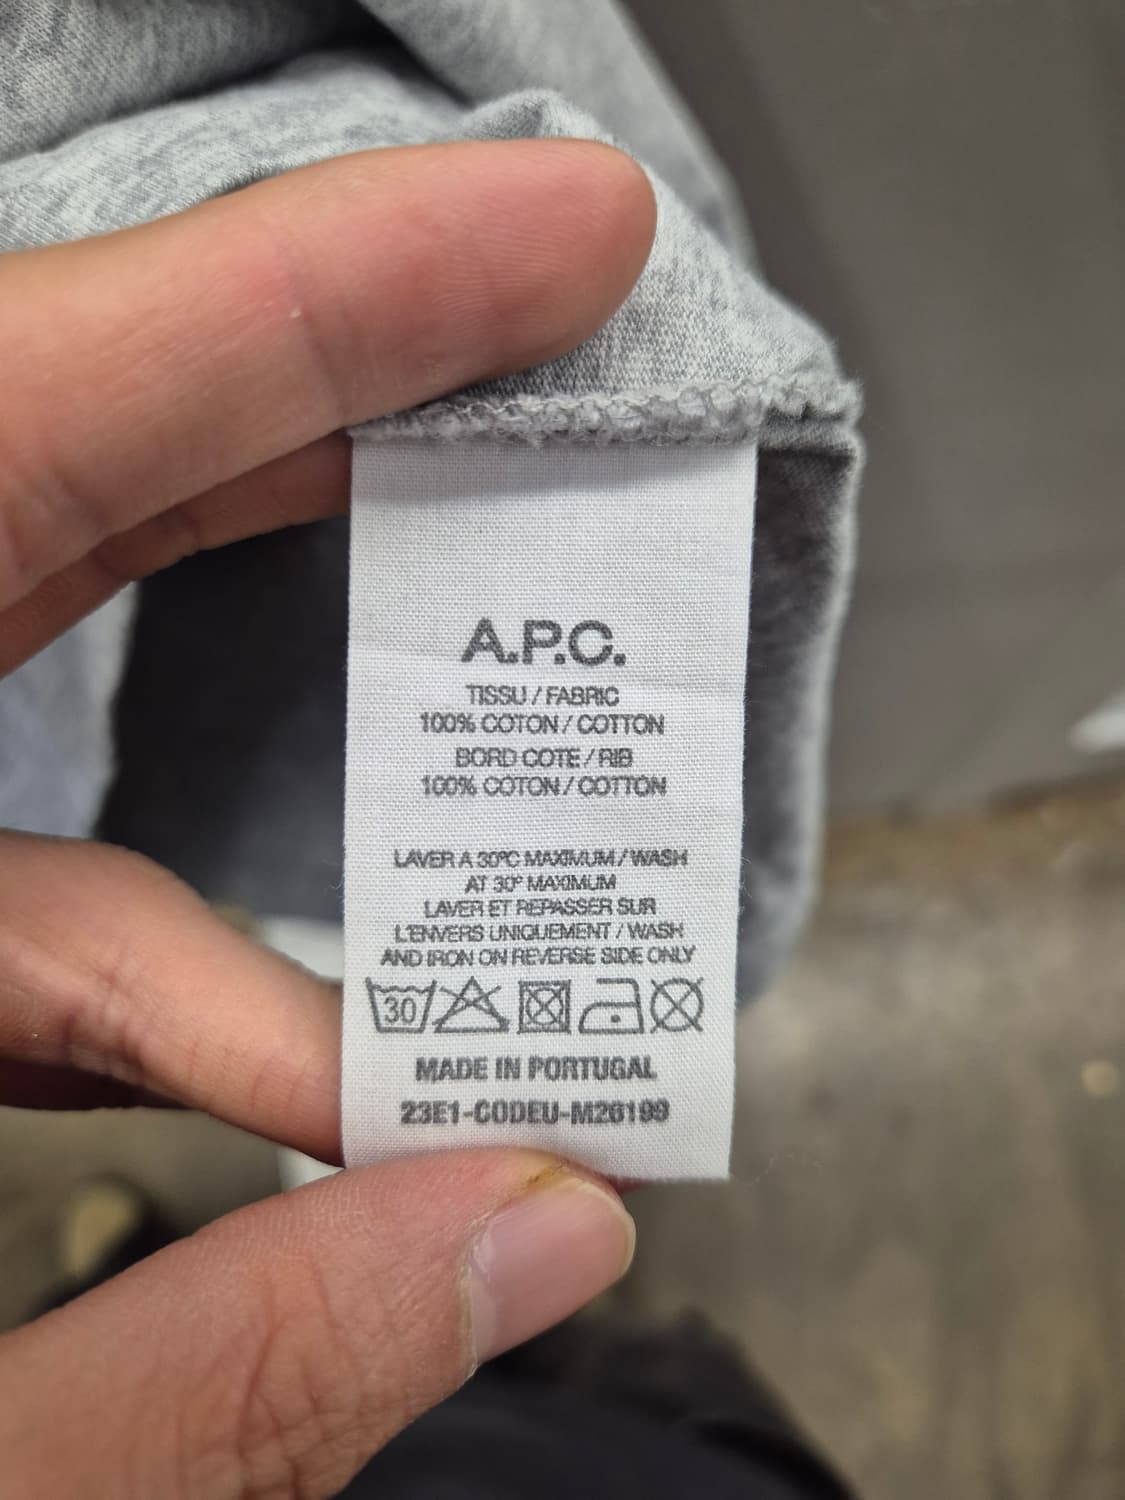 A.P.C.
TISSU / FABRIC
100% COTON / COTTON
BORD COTE / RIB
100% COTON / COTTON
LAVER A 30°C MAXIMUM / WASH
AT 30° MAXIMUM
LAVER ET REPASSER SUR
L'ENVERS UNIQUEMENT / WASH
AND IRON ON REVERSE SIDE ONLY
30
MADE IN PORTUGAL
23E1-CODEU-M26199